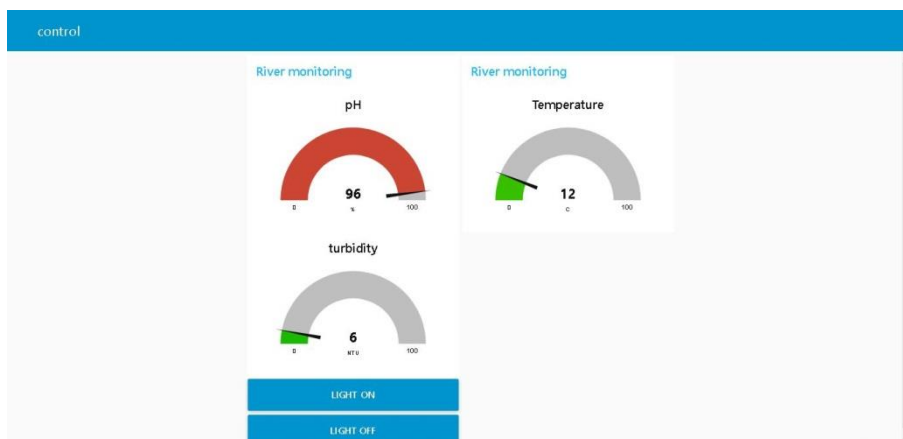 control
River monitoring
pH
96
%
0
100
turbidity
6
NTU
0
100
LIGHT ON
LIGHT OFF
River monitoring
Temperature
12
C
0
100